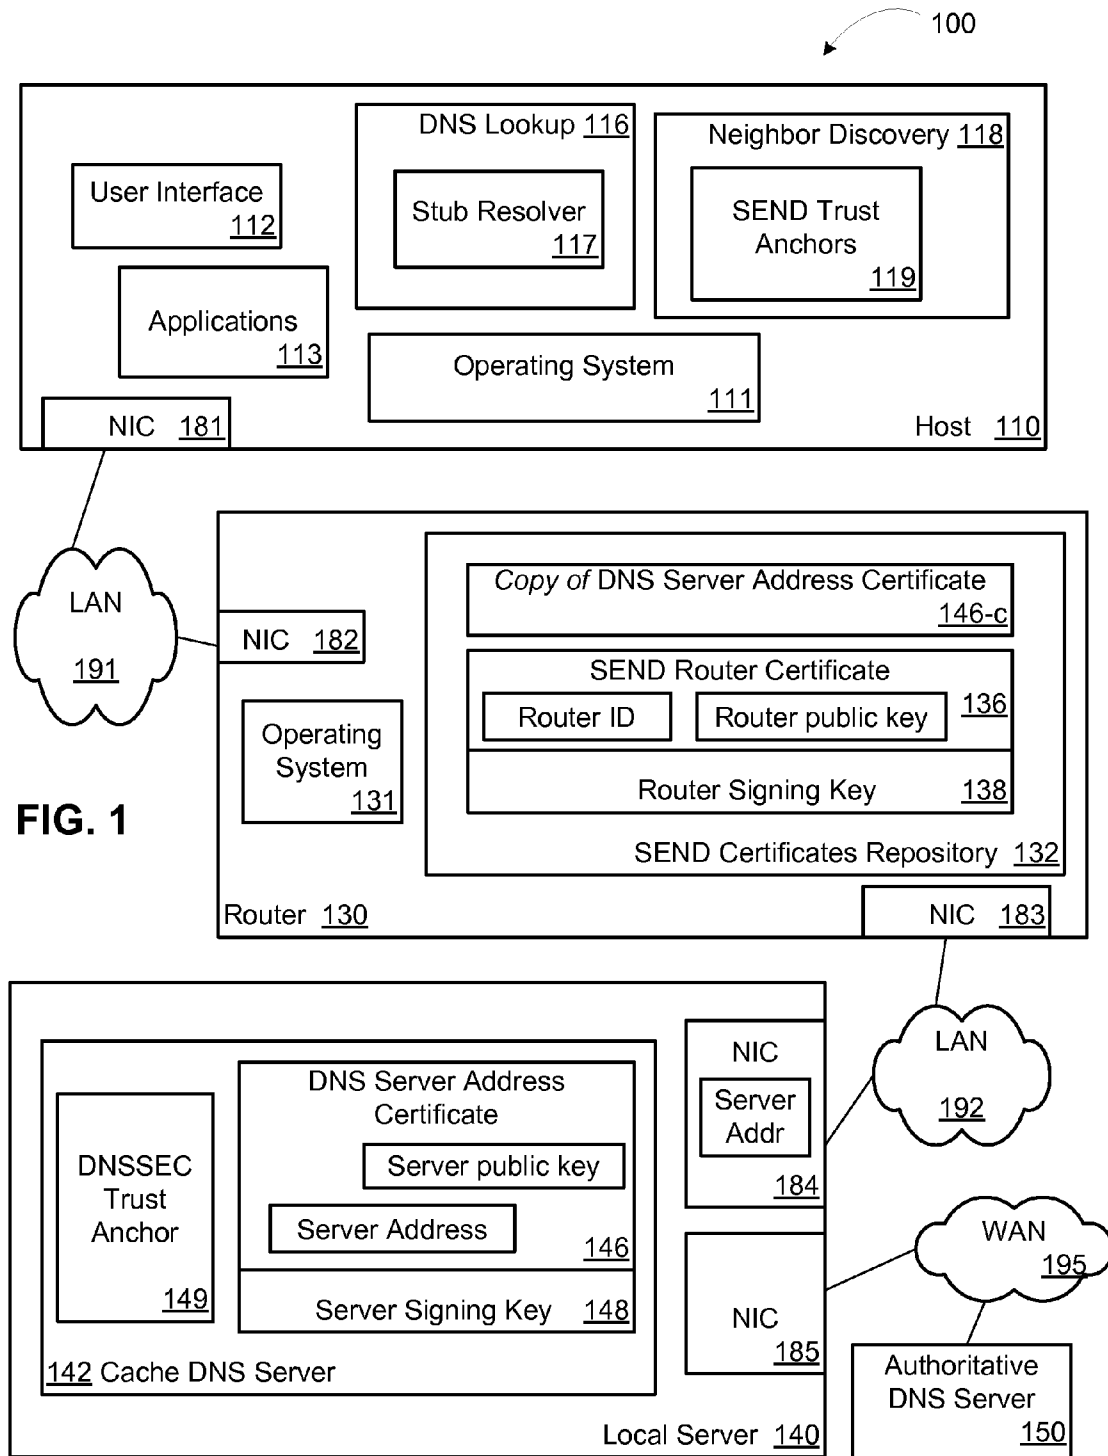 100
DNS Lookup 116
Stub Resolver
117
Neighbor Discovery 118
SEND Trust
Anchors
119
User Interface
112
Applications
113
Operating System
111
NIC 181
Host 110
LAN
191
NIC 182
Copy of DNS Server Address Certificate
146-c
SEND Router Certificate
136
Router ID
Router public key
Router Signing Key 138
SEND Certificates Repository 132
Operating
System
131
FIG. 1
Router 130
NIC 183
LAN
192
DNSSEC
Trust
Anchor
149
DNS Server Address
Certificate
Server public key
Server Address
146
Server Signing Key 148
142 Cache DNS Server
NIC
Server
Addr
184
NIC
185
Local Server 140
WAN
195
Authoritative
DNS Server
150